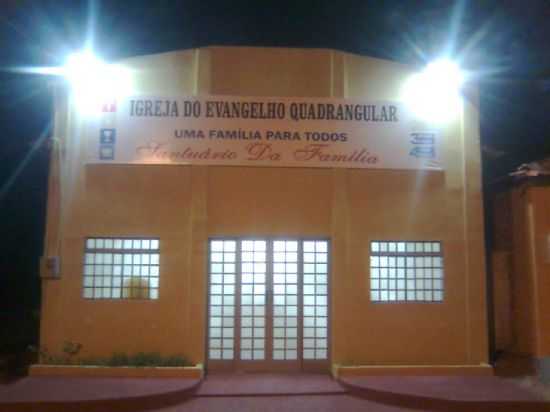 IGREJA DO EVANGELHO QUADRANGULAR
UMA FAMÍLIA PARA TODOS
Santuário Da Família